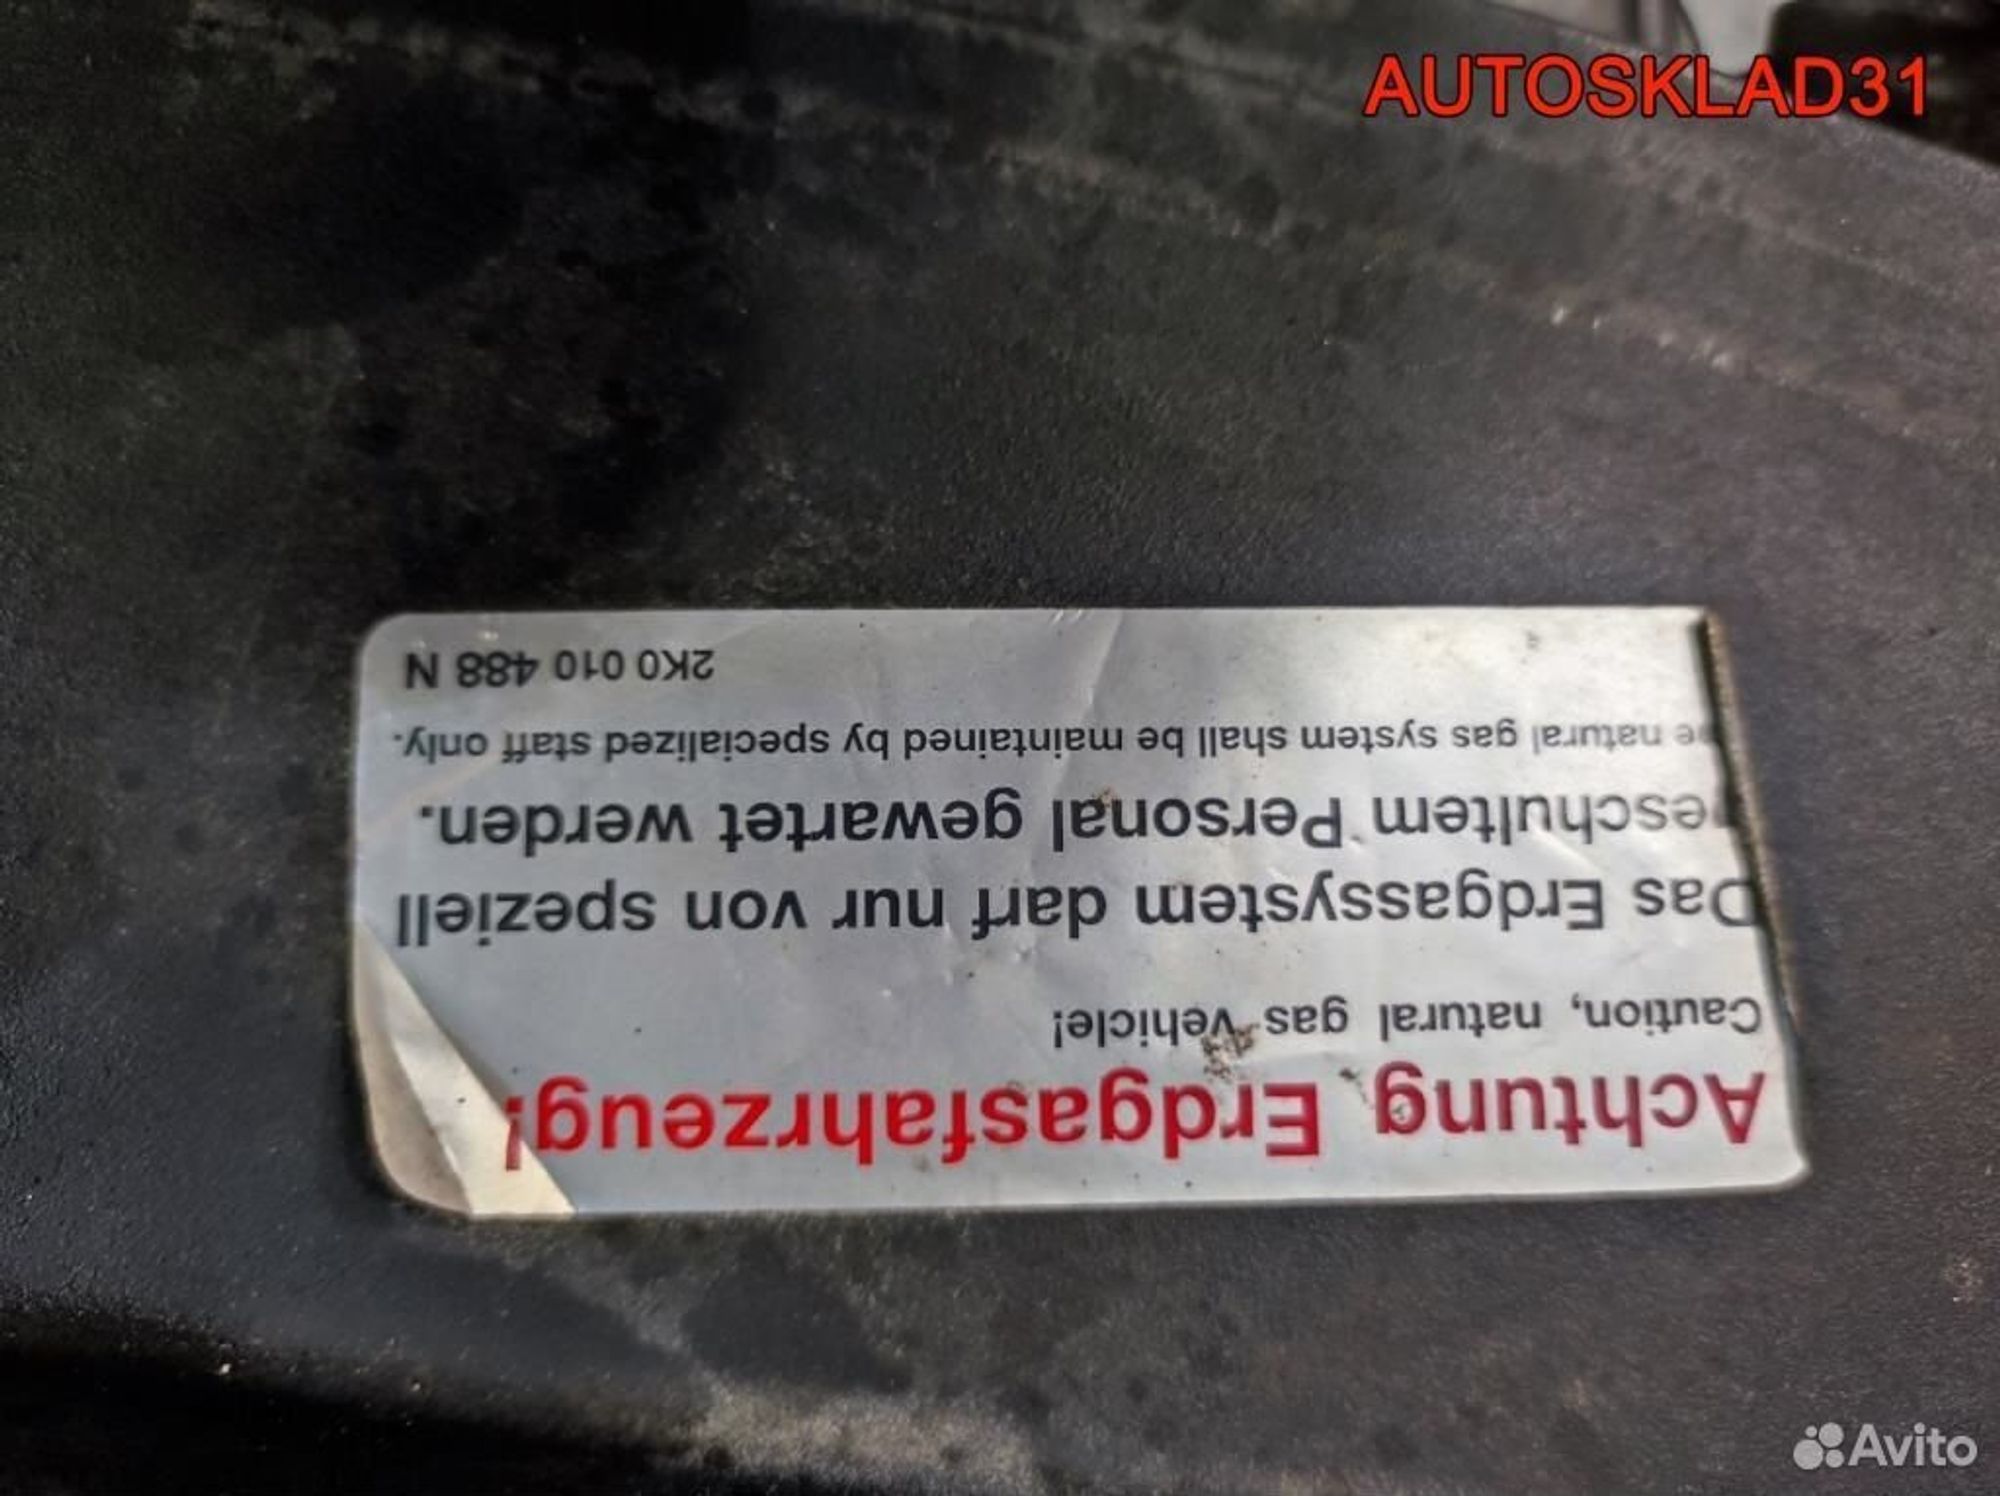 AUTOSKLAD31
Achtung Erdgasfahrzeug!
Caution, natural gas vehicle!
Das Erdgassystem darf nur von speziell
eschultem Personal gewartet werden.
e natural gas system shall be maintained by specialized staff only.
2K0 010 488 N
Avito